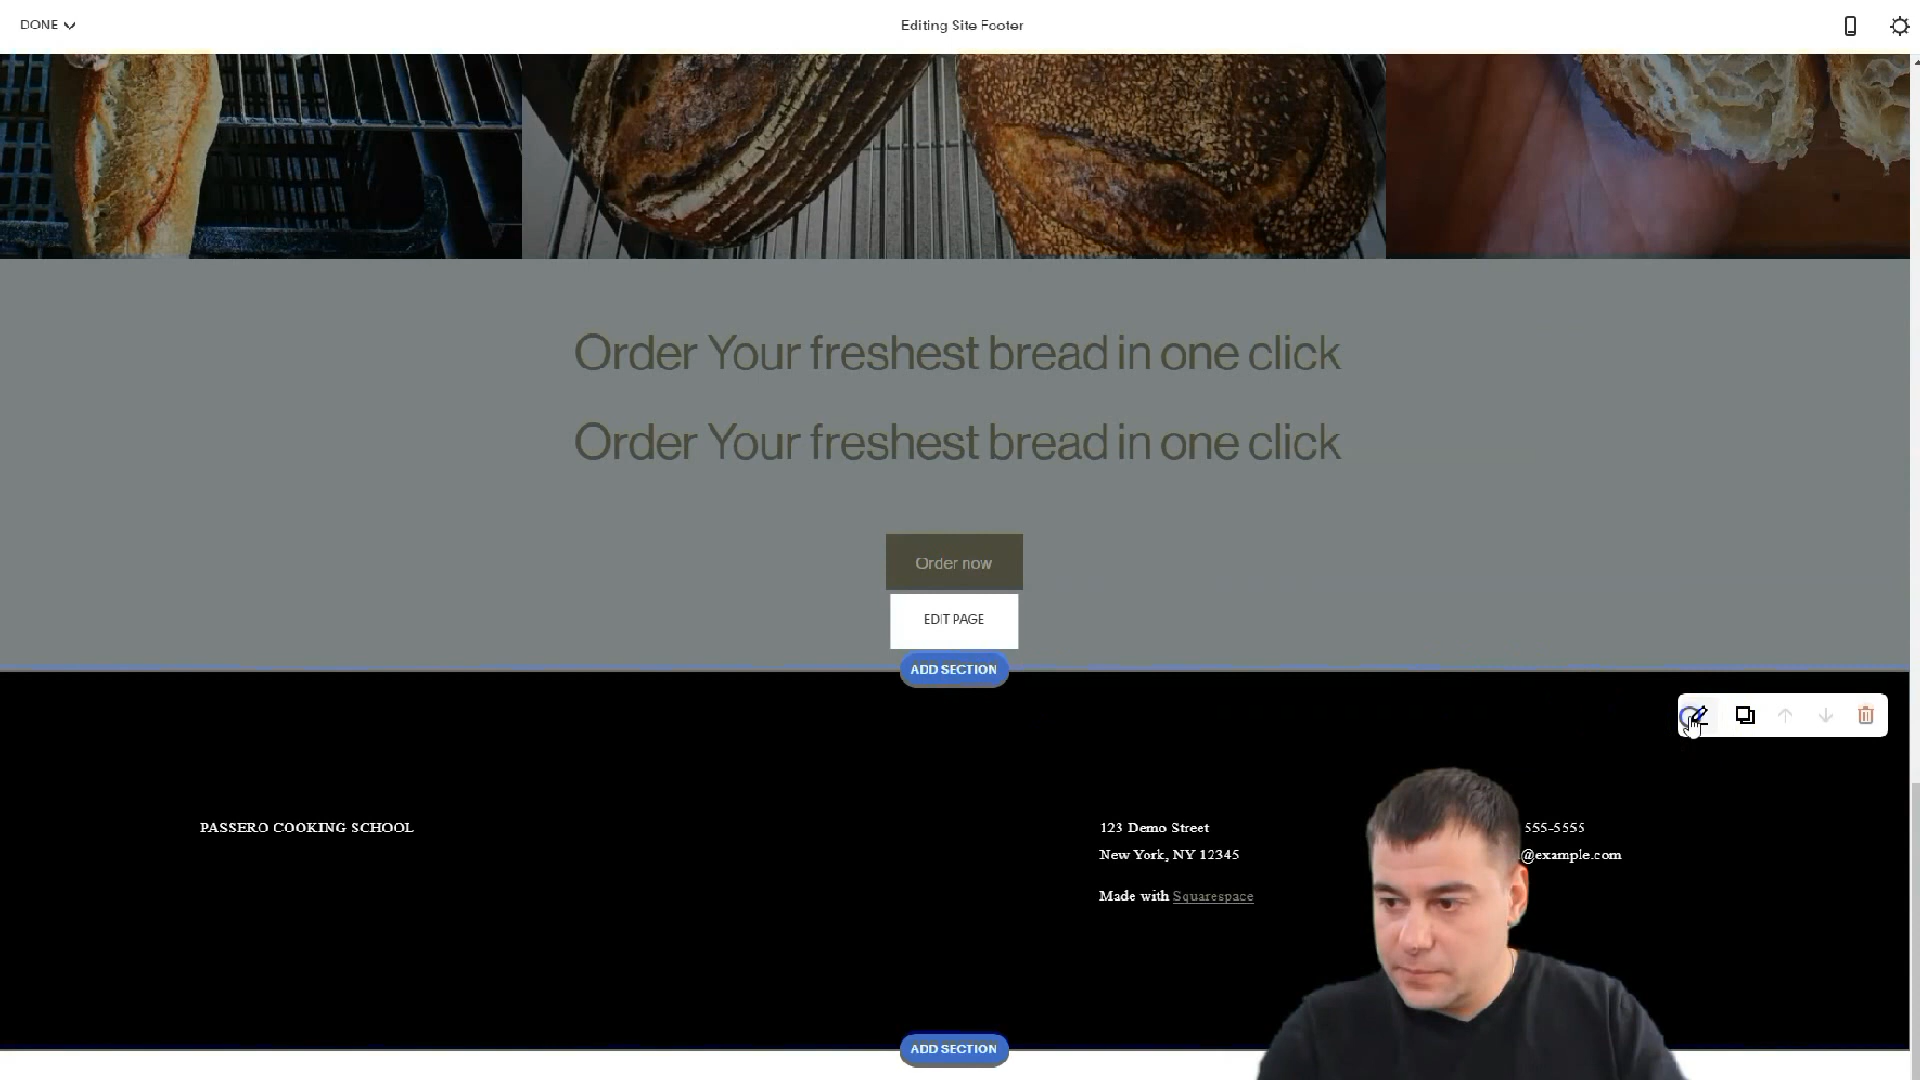 DONE
Editing Site Footer
Order Your freshest bread in one click
Order Your freshest bread in one click
Order now
EDIT PAGE
ADD SECTION
PASSERO COOKING SCHOOL
123 Demo Street
New York, NY 12345
Made with Squarespace
555-5555
@example.com
ADD SECTION